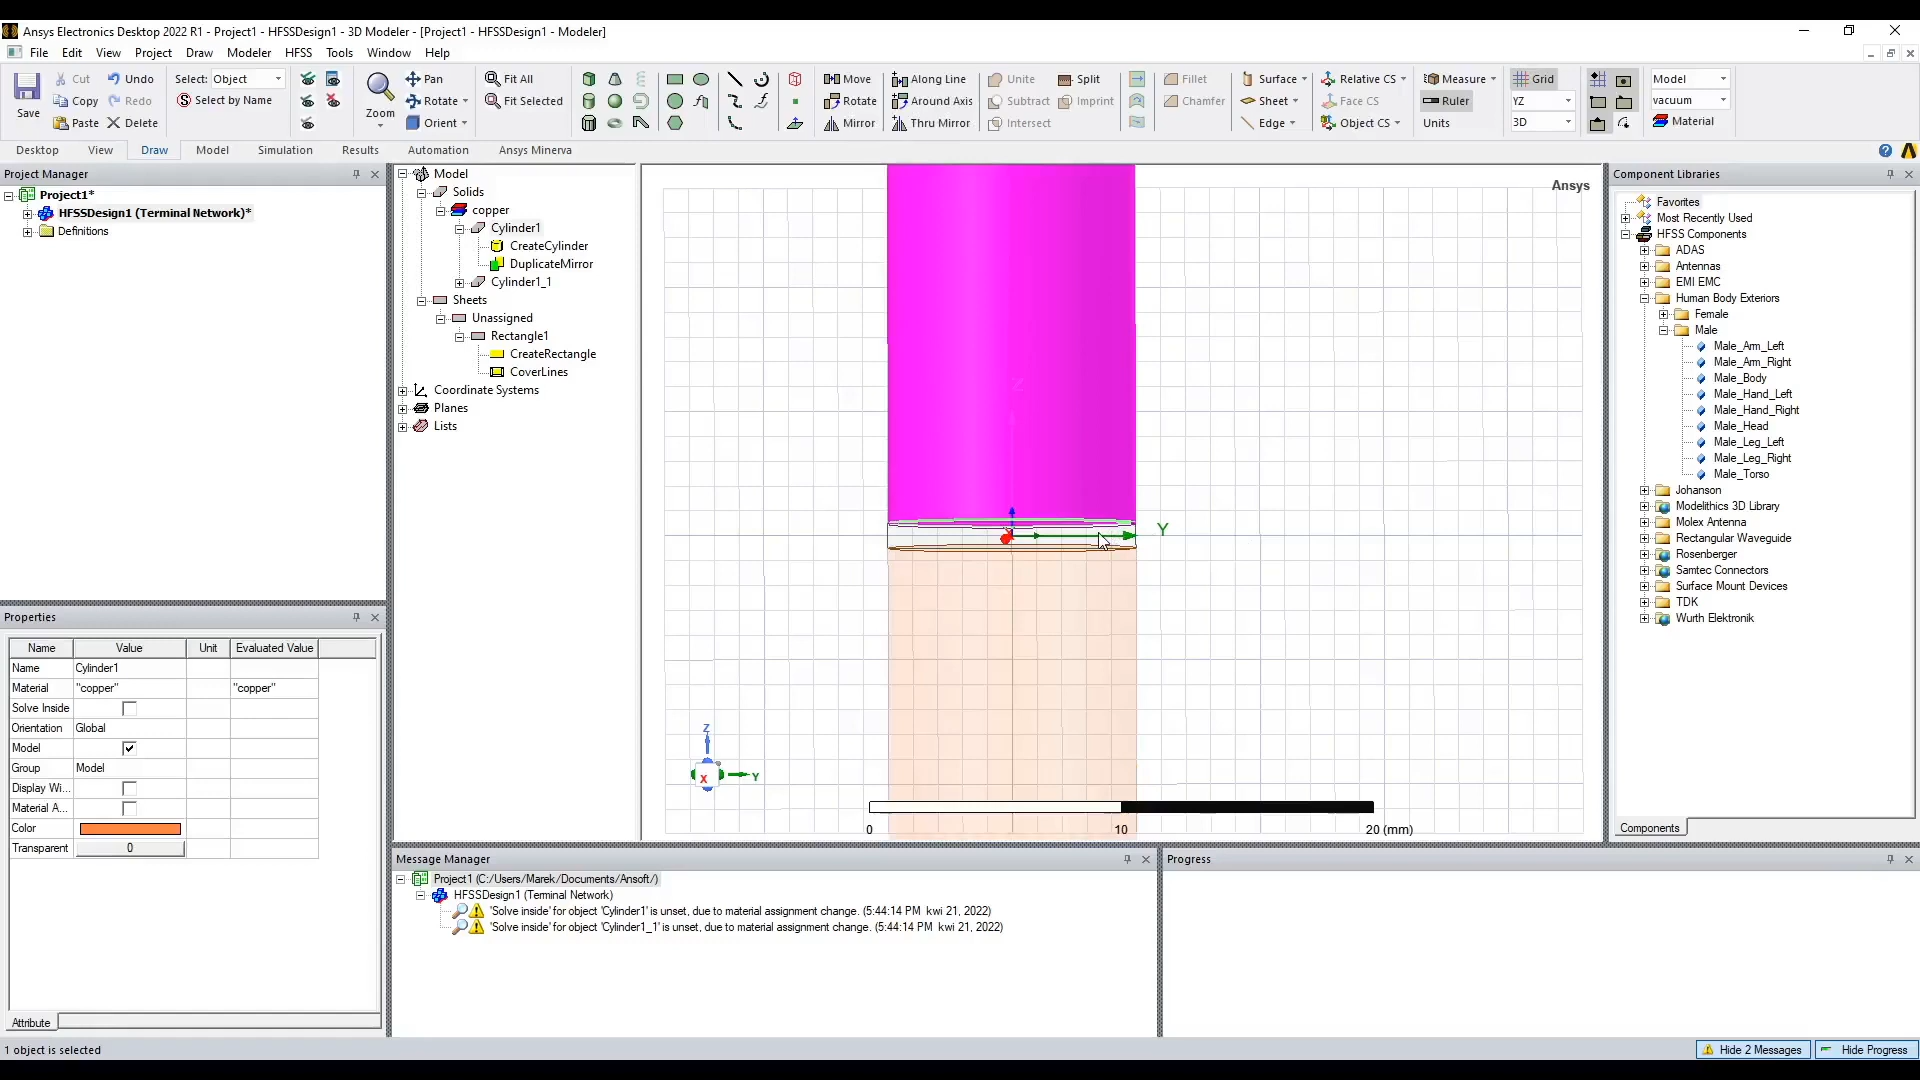 Ansys Electronics Desktop 2022 R1 - Project1 - HFSSDesign1 - 3D Modeler - [Project1 - HFSSDesign1 - Modeler]
File Edit View Project Draw Modeler HFSS Tools Window Help
Save
Cut
Copy
Paste
Undo
Redo
Delete
Select: Object
Select by Name
Zoom
Pan
Rotate
Orient
Fit All
Fit Selected
Move
Rotate
Mirror
Along Line
Around Axis
Thru Mirror
Unite
Subtract
Intersect
Split
Imprint
Fillet
Chamfer
Surface
Sheet
Edge
Relative CS
Face CS
Object CS
Measure
Ruler
Units
Grid
YZ
3D
Model
vacuum
Material
Desktop View Draw Model Simulation Results Automation Ansys Minerva
Project Manager
Project1*
HFSSDesign1 (Terminal Network)*
Definitions
Properties
Name Value Unit Evaluated Value
Name Cylinder1
Material "copper" "copper"
Solve Inside
Orientation Global
Model
Group Model
Display Wi...
Material A...
Color
Transparent 0
Attribute
Model
Solids
copper
Cylinder1
CreateCylinder
DuplicateMirror
Cylinder1_1
Sheets
Unassigned
Rectangle1
CreateRectangle
CoverLines
Coordinate Systems
Planes
Lists
Ansys
Z
Y
Z
X
Y
0 10 20 (mm)
Component Libraries
Favorites
Most Recently Used
HFSS Components
ADAS
Antennas
EMI EMC
Human Body Exteriors
Female
Male
Male_Arm_Left
Male_Arm_Right
Male_Body
Male_Hand_Left
Male_Hand_Right
Male_Head
Male_Leg_Left
Male_Leg_Right
Male_Torso
Johanson
Modelithics 3D Library
Molex Antenna
Rectangular Waveguide
Rosenberger
Samtec Connectors
Surface Mount Devices
TDK
Wurth Elektronik
Components
Message Manager
Project1 (C:/Users/Marek/Documents/Ansoft/)
HFSSDesign1 (Terminal Network)
'Solve inside' for object 'Cylinder1' is unset, due to material assignment change. (5:44:14 PM  kwi 21, 2022)
'Solve inside' for object 'Cylinder1_1' is unset, due to material assignment change. (5:44:14 PM  kwi 21, 2022)
Progress
1 object is selected
Hide 2 Messages
Hide Progress